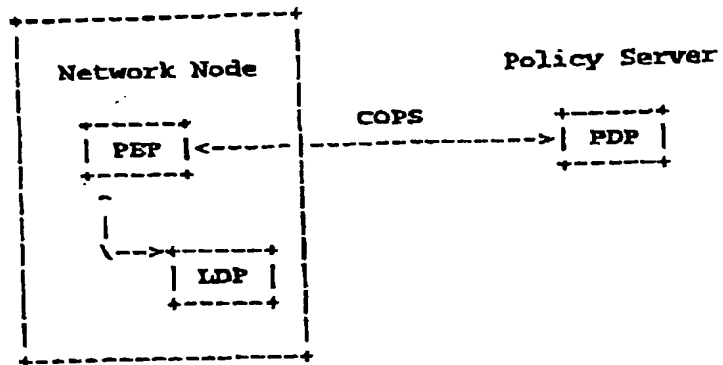 Network Node
Policy Server
COPS
PEP
PDP
LDP